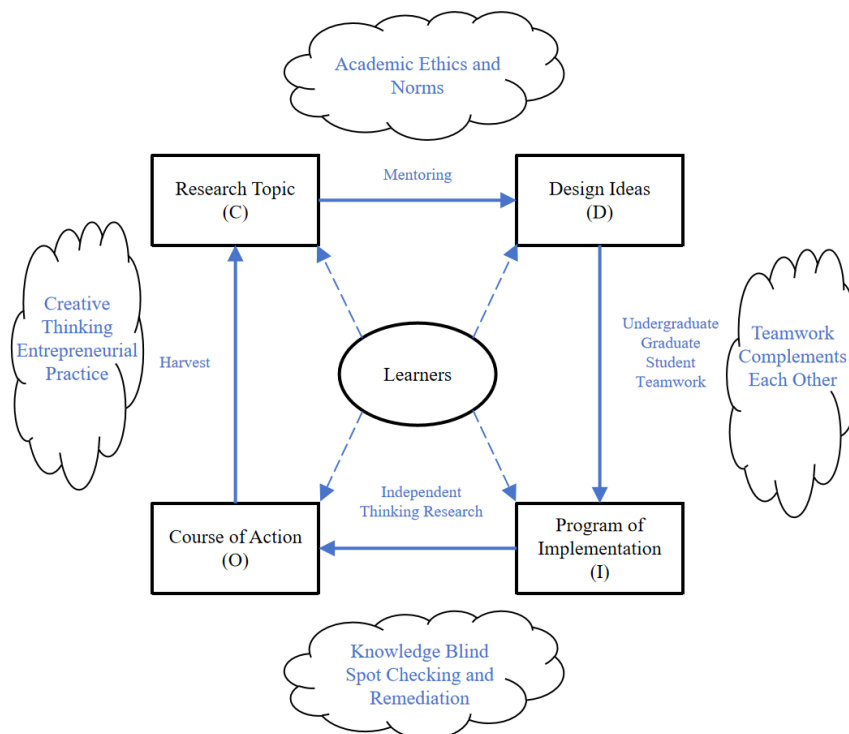 Academic Ethics and
Norms
Research Topic
(C)
Mentoring
Design Ideas
(D)
Creative
Thinking
Entrepreneurial
Practice
Harvest
Learners
Undergraduate
Graduate
Student
Teamwork
Teamwork
Complements
Each Other
Independent
Thinking Research
Course of Action
(O)
Program of
Implementation
(I)
Knowledge Blind
Spot Checking and
Remediation